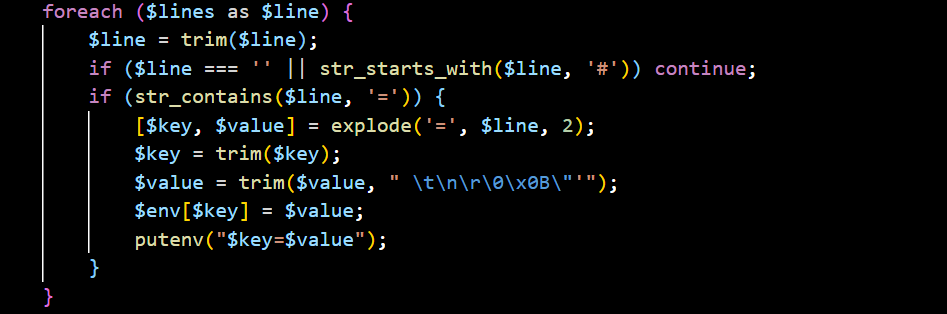 foreach ($lines as $line) {
    $line = trim($line);
    if ($line === '' || str_starts_with($line, '#')) continue;
    if (str_contains($line, '=')) {
        [$key, $value] = explode('=', $line, 2);
        $key = trim($key);
        $value = trim($value, " \t\n\r\0\x0B\"'");
        $env[$key] = $value;
        putenv("$key=$value");
    }
}